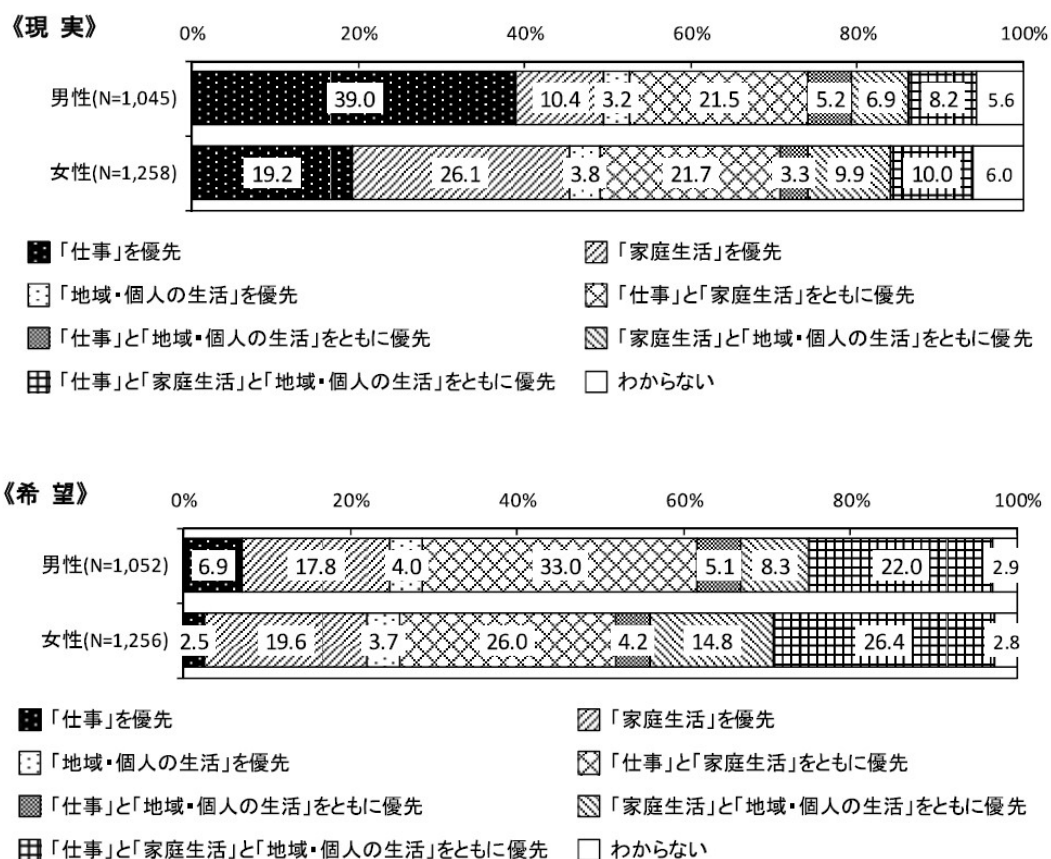 《現 実》
0% 20% 40% 60% 80% 100%
男性(N=1,045) 39.0 10.4 3.2 21.5 5.2 6.9 8.2 5.6
女性(N=1,258) 19.2 26.1 3.8 21.7 3.3 9.9 10.0 6.0
「仕事」を優先 「家庭生活」を優先
「地域・個人の生活」を優先 「仕事」と「家庭生活」をともに優先
「仕事」と「地域・個人の生活」をともに優先 「家庭生活」と「地域・個人の生活」をともに優先
「仕事」と「家庭生活」と「地域・個人の生活」をともに優先 わからない
《希 望》
0% 20% 40% 60% 80% 100%
男性(N=1,052) 6.9 17.8 4.0 33.0 5.1 8.3 22.0 2.9
女性(N=1,256) 2.5 19.6 3.7 26.0 4.2 14.8 26.4 2.8
「仕事」を優先 「家庭生活」を優先
「地域・個人の生活」を優先 「仕事」と「家庭生活」をともに優先
「仕事」と「地域・個人の生活」をともに優先 「家庭生活」と「地域・個人の生活」をともに優先
「仕事」と「家庭生活」と「地域・個人の生活」をともに優先 わからない